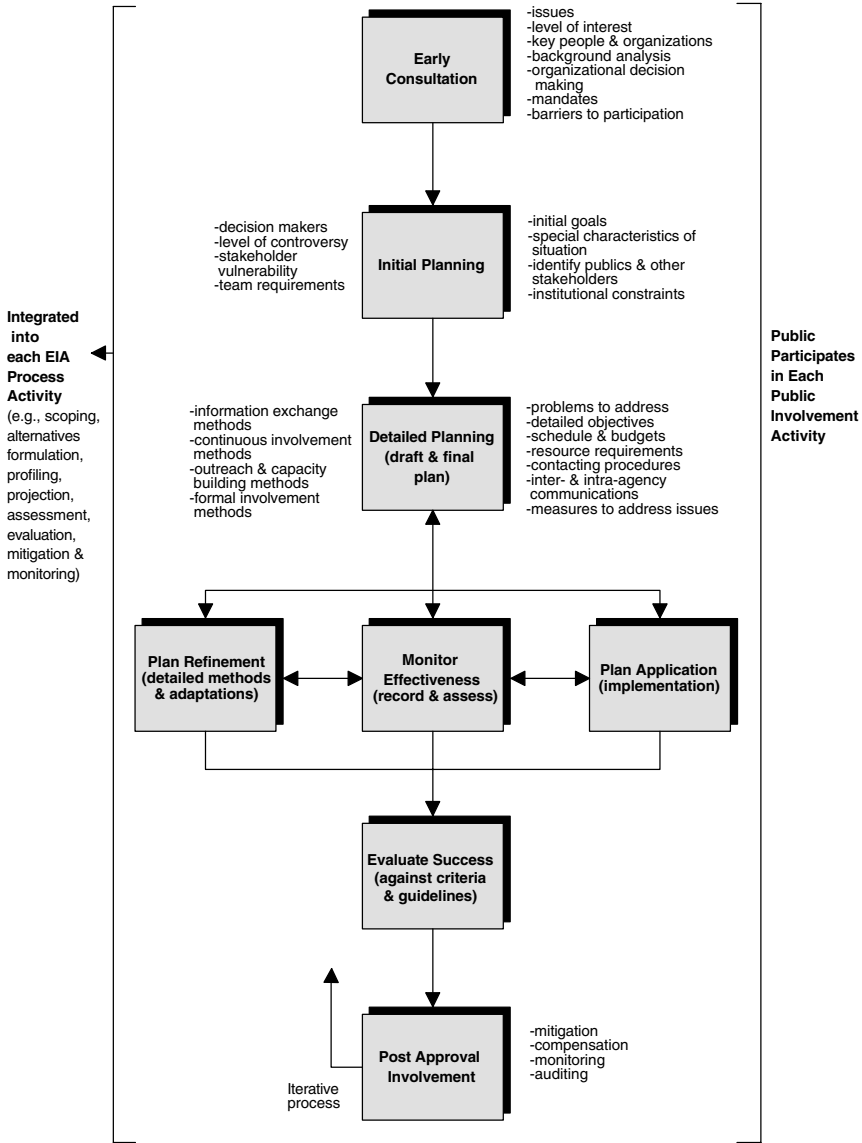 Early
Consultation
-issues
-level of interest
-key people & organizations
-background analysis
-organizational decision
making
-mandates
-barriers to participation
-decision makers
-level of controversy
-stakeholder
vulnerability
-team requirements
Initial Planning
-initial goals
-special characteristics of
situation
-identify publics & other
stakeholders
-institutional constraints
Integrated
into
each EIA
Process
Activity
(e.g., scoping,
alternatives
formulation,
profiling,
projection,
assessment,
evaluation,
mitigation &
monitoring)
Public
Participates
in Each
Public
Involvement
Activity
-information exchange
methods
-continuous involvement
methods
-outreach & capacity
building methods
-formal involvement
methods
Detailed Planning
(draft & final
plan)
-problems to address
-detailed objectives
-schedule & budgets
-resource requirements
-contacting procedures
-inter- & intra-agency
communications
-measures to address issues
Plan Refinement
(detailed methods
& adaptations)
Monitor
Effectiveness
(record & assess)
Plan Application
(implementation)
Evaluate Success
(against criteria
& guidelines)
Iterative
process
Post Approval
Involvement
-mitigation
-compensation
-monitoring
-auditing